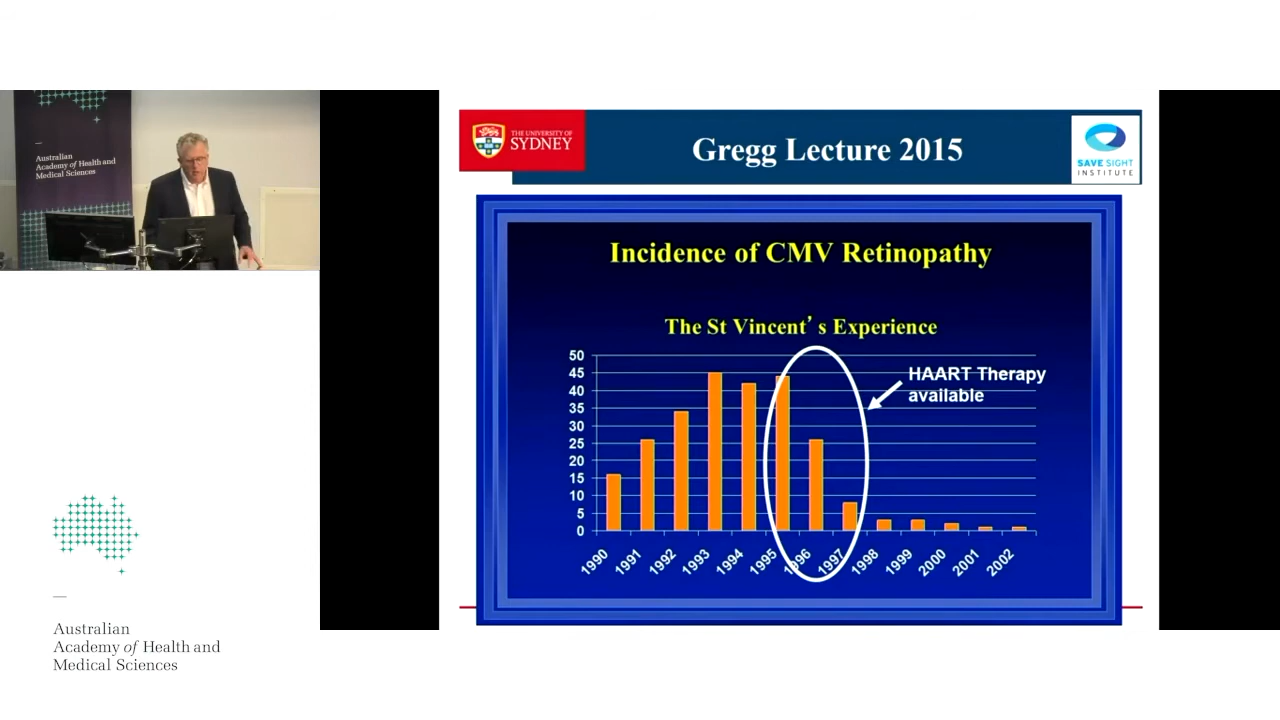 Australian
Academy of Health and
Medical Sciences
THE UNIVERSITY OF
SYDNEY
Gregg Lecture 2015
SAVE SIGHT
INSTITUTE
Incidence of CMV Retinopathy
The St Vincent’ s Experience
HAART Therapy
available
50
45
40
35
30
25
20
15
10
5
0
1990 1991 1992 1993 1994 1995 1996 1997 1998 1999 2000 2001 2002
Australian
Academy of Health and
Medical Sciences